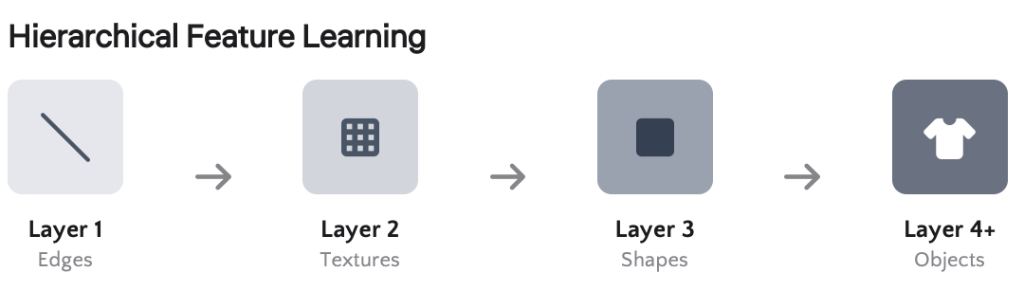 Hierarchical Feature Learning
Layer 1
Edges
Layer 2
Textures
Layer 3
Shapes
Layer 4+
Objects